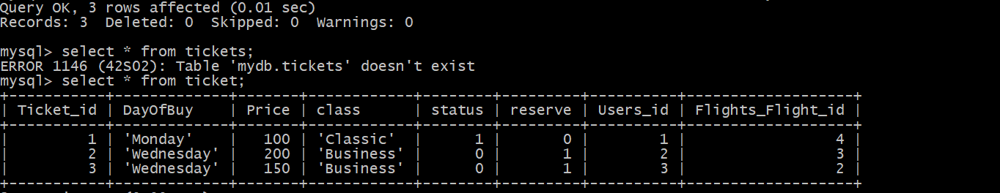 Query OK, 3 rows affected (0.01 sec)
Records: 3  Deleted: 0  Skipped: 0  Warnings: 0
mysql> select * from tickets;
ERROR 1146 (42S02): Table 'mydb.tickets' doesn't exist
mysql> select * from ticket;
+-----------+-------------+-------+------------+--------+---------+----------+-------------------+
| Ticket_id | DayOfBuy    | Price | class      | status | reserve | Users_id | Flights_Flight_id |
+-----------+-------------+-------+------------+--------+---------+----------+-------------------+
|         1 | 'Monday'    |   100 | 'Classic'  |      1 |       0 |        1 |                 4 |
|         2 | 'Wednesday' |   200 | 'Business' |      0 |       1 |        2 |                 3 |
|         3 | 'Wednesday' |   150 | 'Business' |      0 |       1 |        3 |                 2 |
+-----------+-------------+-------+------------+--------+---------+----------+-------------------+